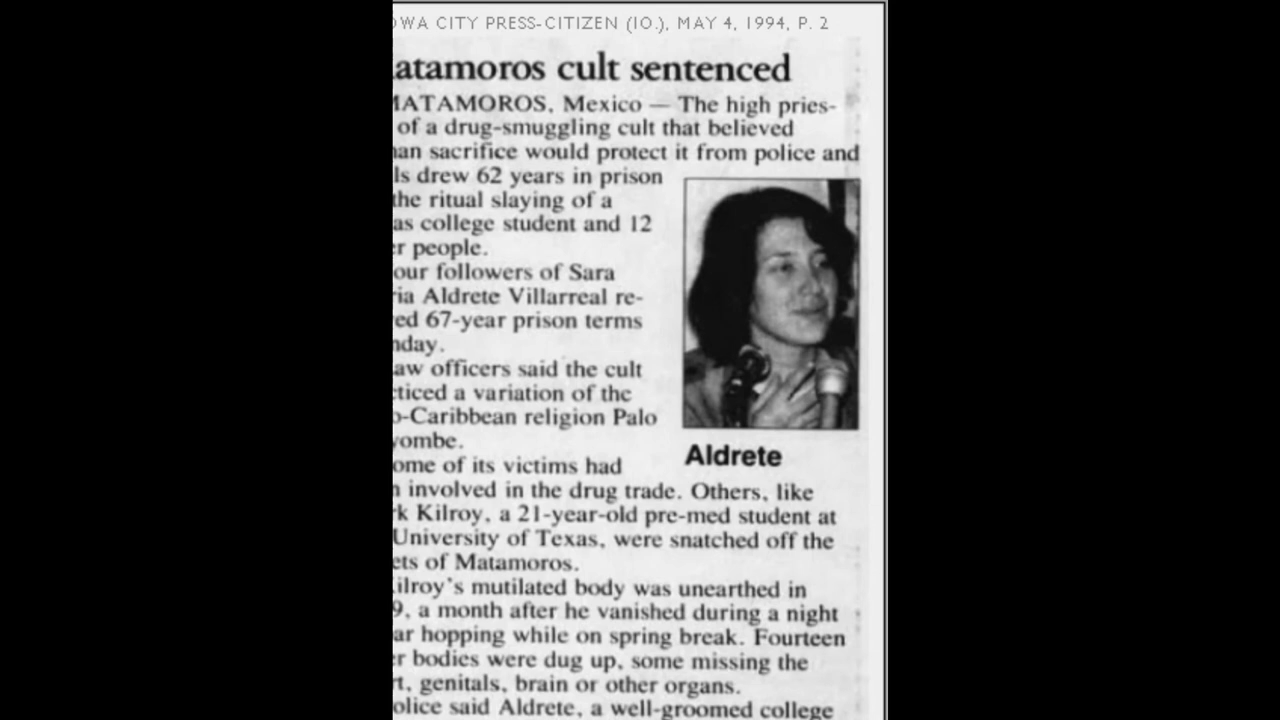 OWA CITY PRESS-CITIZEN (IO.), MAY 4, 1994, P. 2
atamoros cult sentenced
MATAMOROS, Mexico — The high pries-
of a drug-smuggling cult that believed
an sacrifice would protect it from police and
ls drew 62 years in prison
the ritual slaying of a
as college student and 12
er people.
our followers of Sara
ria Aldrete Villarreal re-
ed 67-year prison terms
nday.
aw officers said the cult
cticed a variation of the
o-Caribbean religion Palo
yombe.
ome of its victims had
n involved in the drug trade. Others, like
rk Kilroy, a 21-year-old pre-med student at
University of Texas, were snatched off the
ets of Matamoros.
Kilroy's mutilated body was unearthed in
9, a month after he vanished during a night
ar hopping while on spring break. Fourteen
er bodies were dug up, some missing the
rt, genitals, brain or other organs.
olice said Aldrete, a well-groomed college
Aldrete